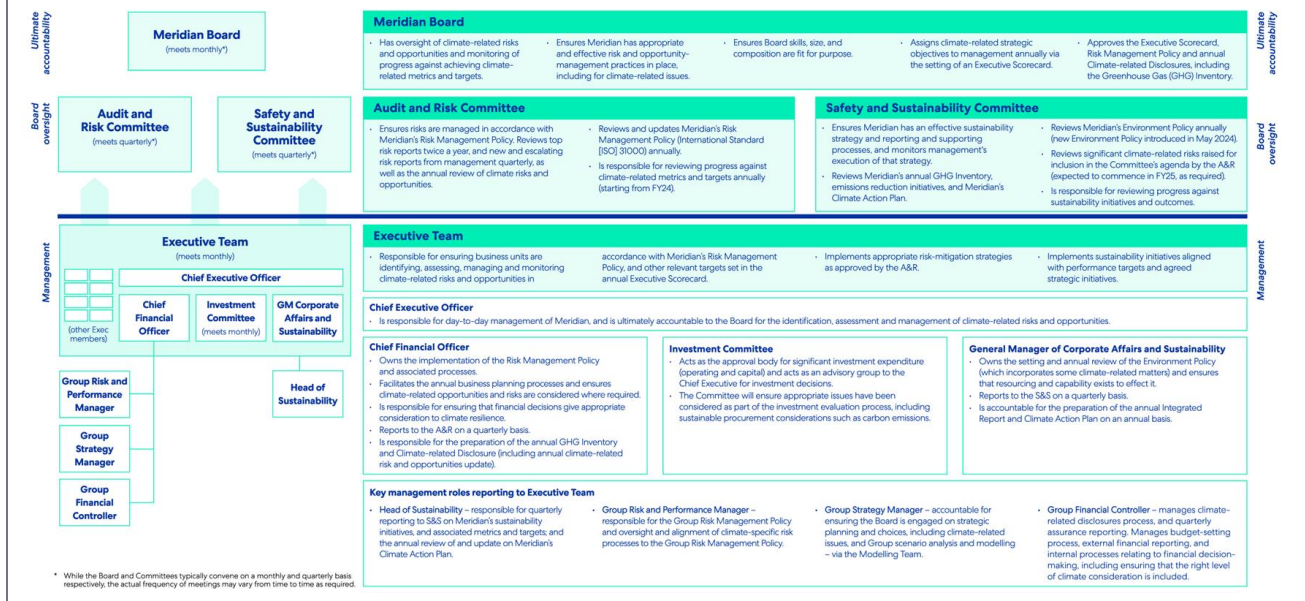 Ultimate
accountability
Meridian Board
(meets monthly*)
Meridian Board
• Has oversight of climate-related risks
and opportunities and monitoring of
progress against achieving climate-
related metrics and targets.
• Ensures Meridian has appropriate
and effective risk and opportunity-
management practices in place,
including for climate-related issues.
• Ensures Board skills, size, and
composition are fit for purpose.
• Assigns climate-related strategic
objectives to management annually via
the setting of an Executive Scorecard.
• Approves the Executive Scorecard,
Risk Management Policy and annual
Climate-related Disclosures, including
the Greenhouse Gas (GHG) Inventory.
Ultimate
accountability
Board
oversight
Audit and
Risk Committee
(meets quarterly*)
Safety and
Sustainability
Committee
(meets quarterly*)
Audit and Risk Committee
• Ensures risks are managed in accordance with
Meridian's Risk Management Policy. Reviews top
risk reports twice a year, and new and escalating
risk reports from management quarterly, as
well as the annual review of climate risks and
opportunities.
• Reviews and updates Meridian's Risk
Management Policy (International Standard
[ISO] 31000) annually.
• Is responsible for reviewing progress against
climate-related metrics and targets annually
(starting from FY24).
Safety and Sustainability Committee
• Ensures Meridian has an effective sustainability
strategy and reporting and supporting
processes, and monitors management's
execution of that strategy.
• Reviews Meridian's annual GHG Inventory,
emissions reduction initiatives, and Meridian's
Climate Action Plan.
• Reviews Meridian's Environment Policy annually
(new Environment Policy introduced in May 2024).
• Reviews significant climate-related risks raised for
inclusion in the Committee's agenda by the A&R
(expected to commence in FY25, as required).
• Is responsible for reviewing progress against
sustainability initiatives and outcomes.
Board
oversight
Management
Executive Team
(meets monthly)
Chief Executive Officer
(other Exec
members)
Chief
Financial
Officer
Investment
Committee
(meets monthly)
GM Corporate
Affairs and
Sustainability
Group Risk and
Performance
Manager
Head of
Sustainability
Group
Strategy
Manager
Group
Financial
Controller
Executive Team
• Responsible for ensuring business units are
identifying, assessing, managing and monitoring
climate-related risks and opportunities in
accordance with Meridian's Risk Management
Policy, and other relevant targets set in the
annual Executive Scorecard.
• Implements appropriate risk-mitigation strategies
as approved by the A&R.
• Implements sustainability initiatives aligned
with performance targets and agreed
strategic initiatives.
Management
Chief Executive Officer
• Is responsible for day-to-day management of Meridian, and is ultimately accountable to the Board for the identification, assessment and management of climate-related risks and opportunities.
Chief Financial Officer
• Owns the implementation of the Risk Management Policy
and associated processes.
• Facilitates the annual business planning processes and ensures
climate-related opportunities and risks are considered where required.
• Is responsible for ensuring that financial decisions give appropriate
consideration to climate resilience.
• Reports to the A&R on a quarterly basis.
• Is responsible for the preparation of the annual GHG Inventory
and Climate-related Disclosure (including annual climate-related
risk and opportunities update).
Investment Committee
• Acts as the approval body for significant investment expenditure
(operating and capital) and acts as an advisory group to the
Chief Executive for investment decisions.
• The Committee will ensure appropriate issues have been
considered as part of the investment evaluation process, including
sustainable procurement considerations such as carbon emissions.
General Manager of Corporate Affairs and Sustainability
• Owns the setting and annual review of the Environment Policy
(which incorporates some climate-related matters) and ensures
that resourcing and capability exists to effect it.
• Reports to the S&S on a quarterly basis.
• Is accountable for the preparation of the annual Integrated
Report and Climate Action Plan on an annual basis.
Key management roles reporting to Executive Team
• Head of Sustainability – responsible for quarterly
reporting to S&S on Meridian's sustainability
initiatives, and associated metrics and targets; and
the annual review of and update on Meridian's
Climate Action Plan.
• Group Risk and Performance Manager –
responsible for the Group Risk Management Policy
and oversight and alignment of climate-specific risk
processes to the Group Risk Management Policy.
• Group Strategy Manager – accountable for
ensuring the Board is engaged on strategic
planning and choices, including climate-related
issues, and Group scenario analysis and modelling
– via the Modelling Team.
• Group Financial Controller – manages climate-
related disclosures process, and quarterly
assurance reporting. Manages budget-setting
process, external financial reporting, and
internal processes relating to financial decision-
making, including ensuring that the right level
of climate consideration is included.
* While the Board and Committees typically convene on a monthly and quarterly basis
respectively, the actual frequency of meetings may vary from time to time as required.